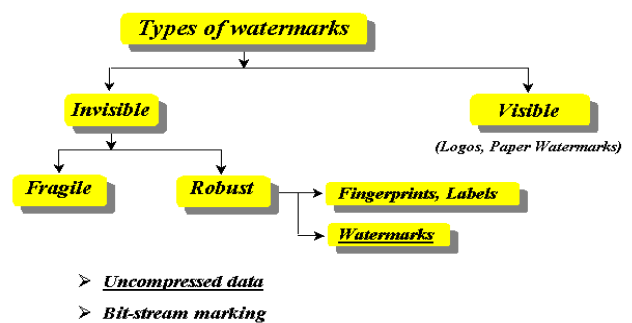 Types of watermarks
Invisible
Visible
(Logos, Paper Watermarks)
Fragile
Robust
Fingerprints, Labels
Watermarks
Uncompressed data
Bit-stream marking